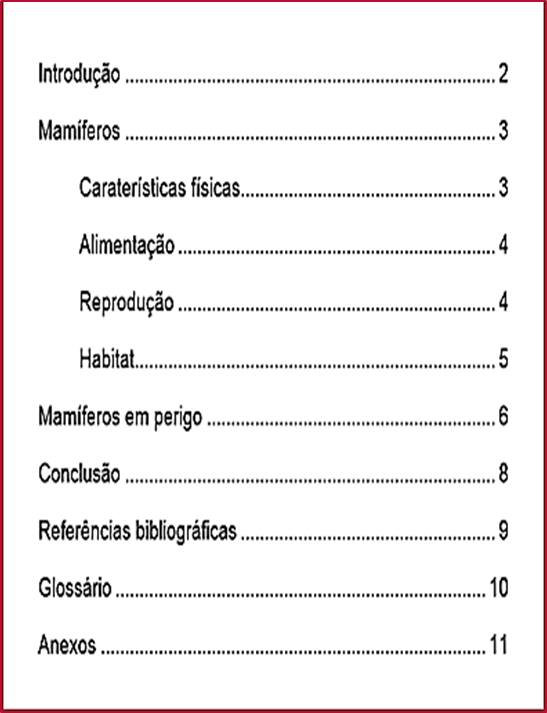 Introdução ........................................................................... 2
Mamíferos ........................................................................... 3
Caraterísticas físicas.................................................... 3
Alimentação ................................................................ 4
Reprodução ................................................................ 4
Habitat......................................................................... 5
Mamíferos em perigo .......................................................... 6
Conclusão ........................................................................... 8
Referências bibliográficas ................................................... 9
Glossário ........................................................................... 10
Anexos .............................................................................. 11